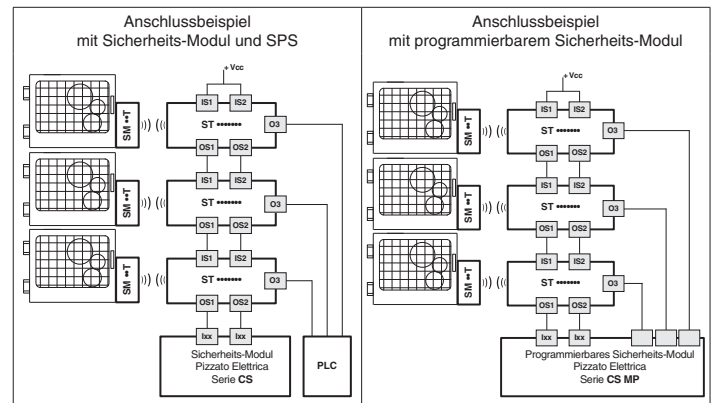 Anschlussbeispiel
mit Sicherheits-Modul und SPS
+ Vcc
IS1 IS2
SM ••T
ST •••••••
O3
OS1 OS2
IS1 IS2
SM ••T
ST •••••••
O3
OS1 OS2
IS1 IS2
SM ••T
ST •••••••
O3
OS1 OS2
Ixx Ixx
Sicherheits-Modul
Pizzato Elettrica
Serie CS
PLC
Anschlussbeispiel
mit programmierbarem Sicherheits-Modul
+ Vcc
IS1 IS2
SM ••T
ST •••••••
O3
OS1 OS2
IS1 IS2
SM ••T
ST •••••••
O3
OS1 OS2
IS1 IS2
SM ••T
ST •••••••
O3
OS1 OS2
Ixx Ixx
Programmierbares Sicherheits-Modul
Pizzato Elettrica
Serie CS MP